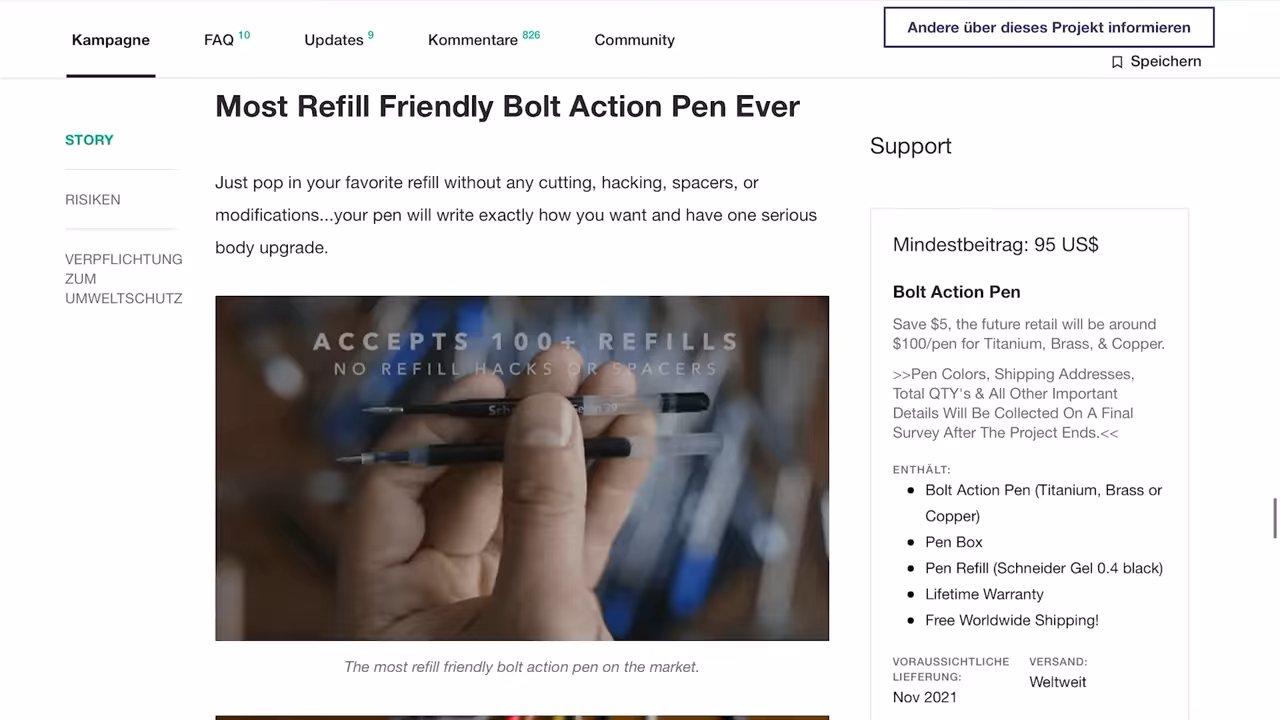 Kampagne
FAQ 10
Updates 9
Kommentare 826
Community
Andere über dieses Projekt informieren
Speichern
STORY
RISIKEN
VERPFLICHTUNG
ZUM
UMWELTSCHUTZ
Most Refill Friendly Bolt Action Pen Ever
Just pop in your favorite refill without any cutting, hacking, spacers, or
modifications...your pen will write exactly how you want and have one serious
body upgrade.
ACCEPTS 100+ REFILLS
NO REFILL HACKS OR SPACERS
The most refill friendly bolt action pen on the market.
Support
Mindestbeitrag: 95 US$
Bolt Action Pen
Save $5, the future retail will be around
$100/pen for Titanium, Brass, & Copper.
>>Pen Colors, Shipping Addresses,
Total QTY's & All Other Important
Details Will Be Collected On A Final
Survey After The Project Ends.<<
ENTHÄLT:
Bolt Action Pen (Titanium, Brass or
Copper)
Pen Box
Pen Refill (Schneider Gel 0.4 black)
Lifetime Warranty
Free Worldwide Shipping!
VORAUSSICHTLICHE
LIEFERUNG:
Nov 2021
VERSAND:
Weltweit